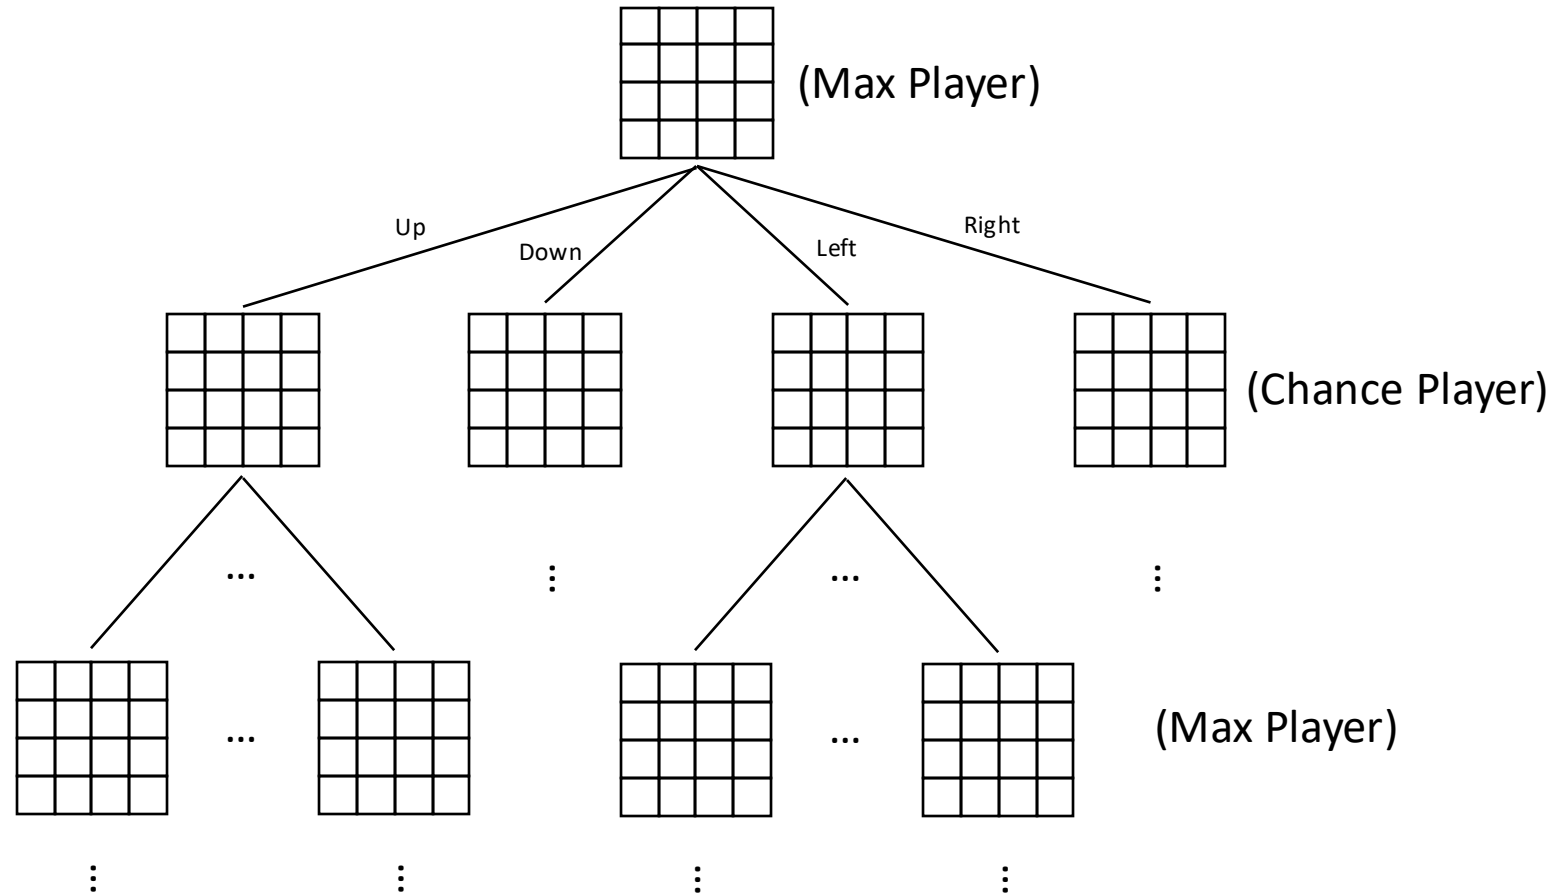 (Max Player)
Up
Down
Left
Right
(Chance Player)
...
...
...
...
(Max Player)